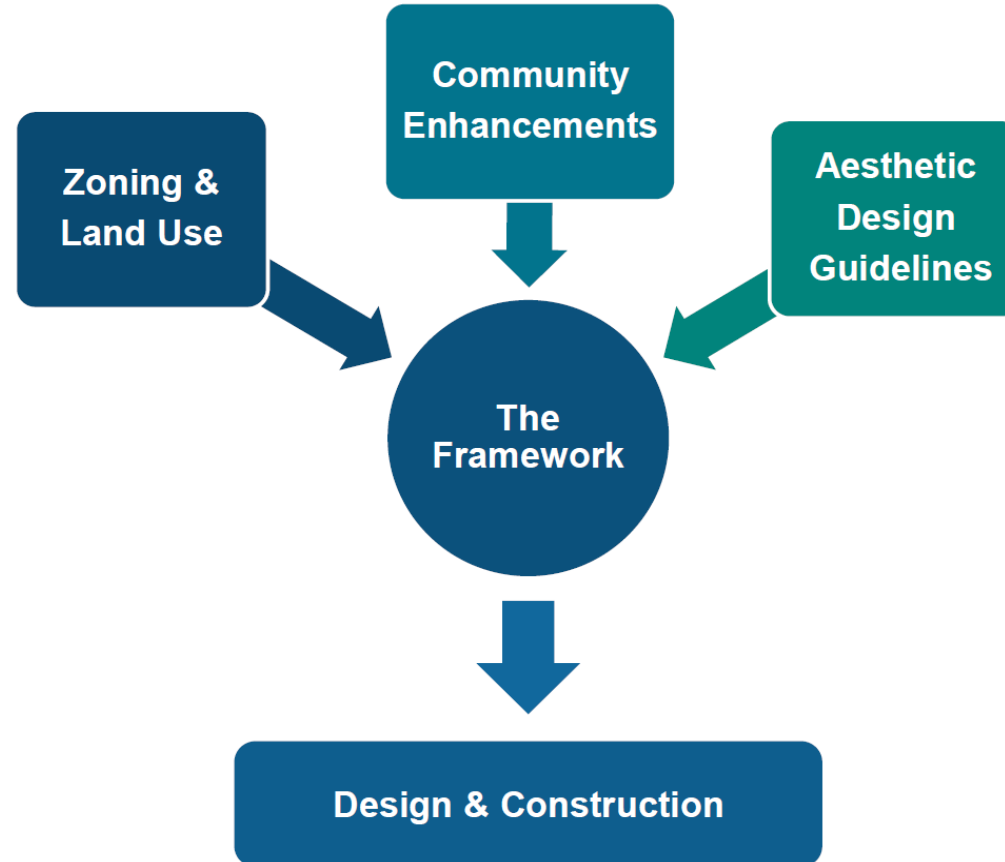 Community
Enhancements
Zoning &
Land Use
Aesthetic
Design
Guidelines
The
Framework
Design & Construction